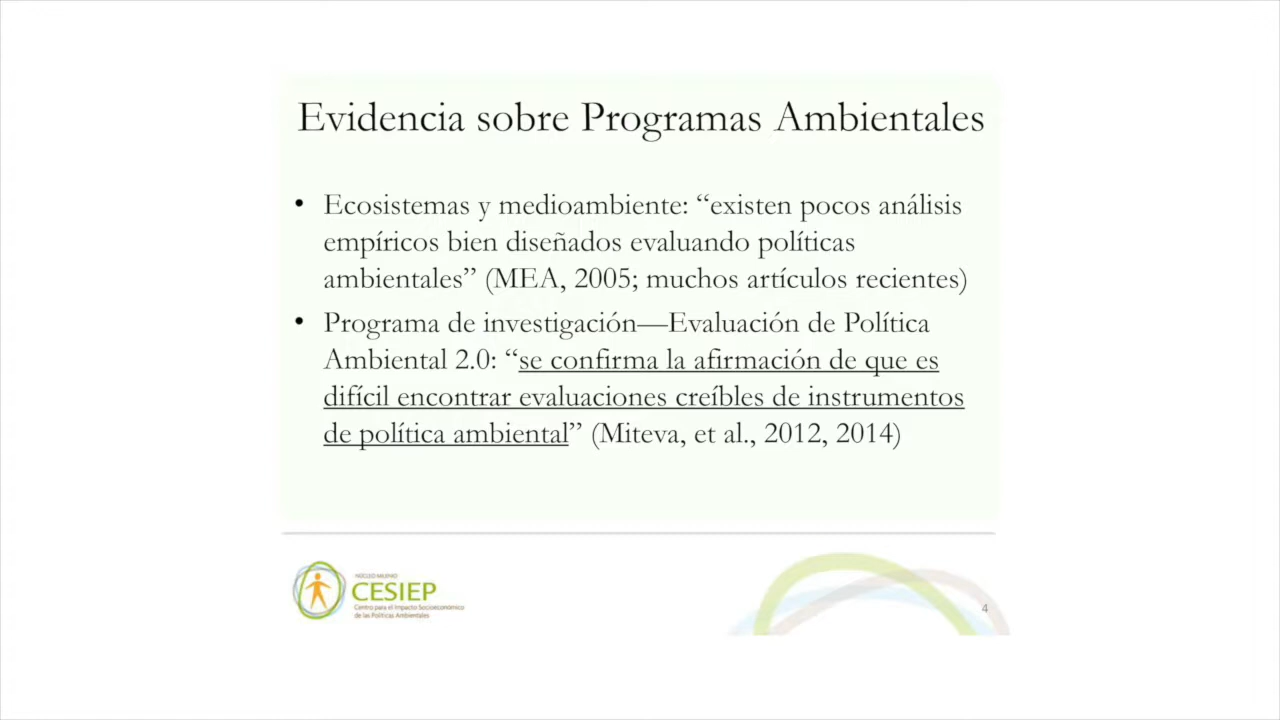 Evidencia sobre Programas Ambientales
• Ecosistemas y medioambiente: “existen pocos análisis
empíricos bien diseñados evaluando políticas
ambientales” (MEA, 2005; muchos artículos recientes)
• Programa de investigación—Evaluación de Política
Ambiental 2.0: “se confirma la afirmación de que es
difícil encontrar evaluaciones creíbles de instrumentos
de política ambiental” (Miteva, et al., 2012, 2014)
NÚCLEO MILENIO
CESIEP
Centro para el Impacto Socioeconómico
de las Políticas Ambientales
4